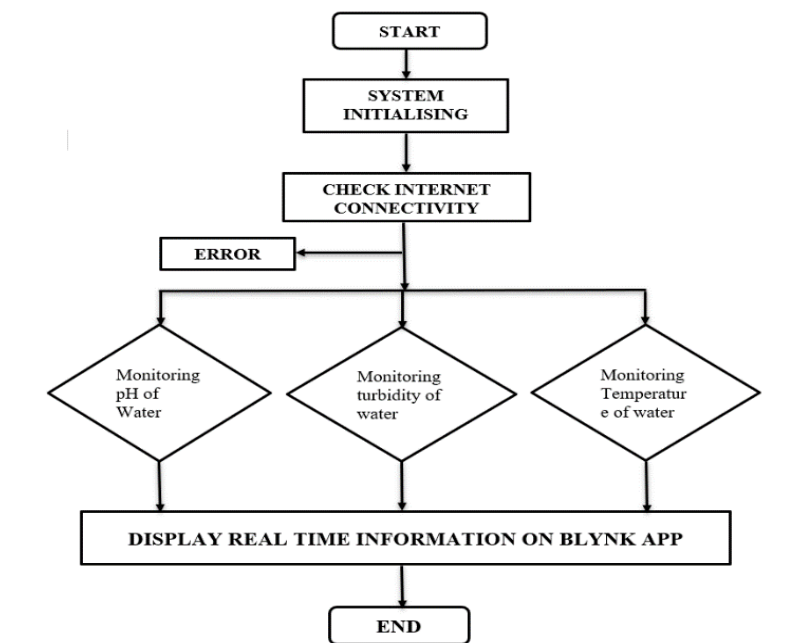 START
SYSTEM
INITIALISING
CHECK INTERNET
CONNECTIVITY
ERROR
Monitoring
pH of
Water
Monitoring
turbidity of
water
Monitoring
Temperatur
e of water
DISPLAY REAL TIME INFORMATION ON BLYNK APP
END